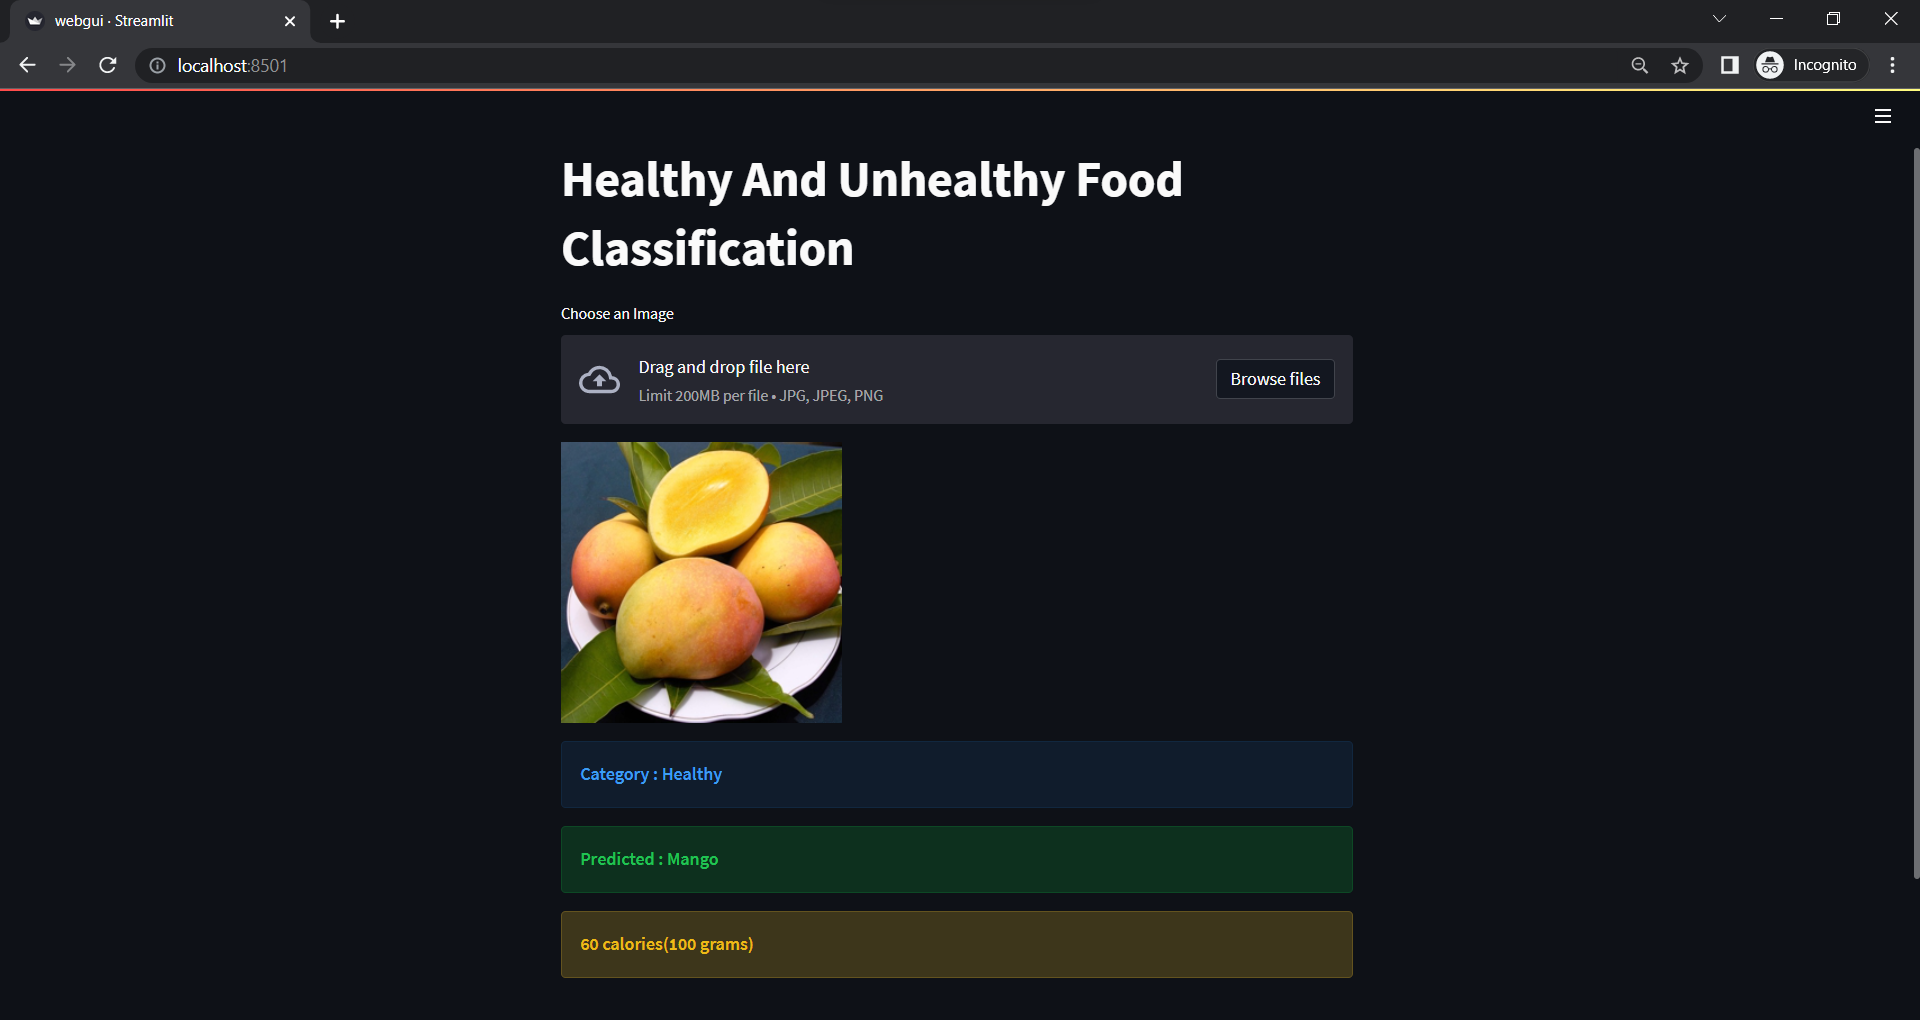 webgui · Streamlit
localhost:8501
Incognito
Healthy And Unhealthy Food
Classification
Choose an Image
Drag and drop file here
Limit 200MB per file • JPG, JPEG, PNG
Browse files
Category : Healthy
Predicted : Mango
60 calories(100 grams)